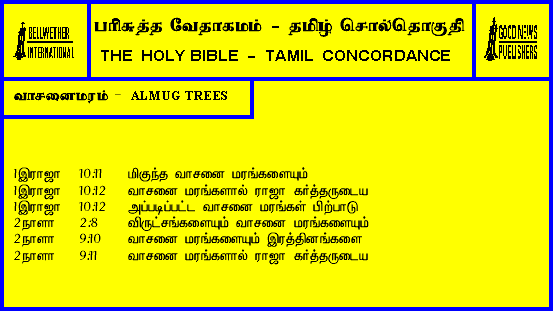 BELLWETHER
INTERNATIONAL
பரிசுத்த வேதாகமம் - தமிழ் சொல்தொகுதி
THE HOLY BIBLE - TAMIL CONCORDANCE
GOOD NEWS
PUBLISHERS
வாசனைமரம் - ALMUG TREES
1இராஜா 10:11 மிகுந்த வாசனை மரங்களையும்
1இராஜா 10:12 வாசனை மரங்களால் ராஜா கர்த்தருடைய
1இராஜா 10:12 அப்படிப்பட்ட வாசனை மரங்கள் பிற்பாடு
2நாளா 2:8 விருட்சங்களையும் வாசனை மரங்களையும்
2நாளா 9:10 வாசனை மரங்களையும் இரத்தினங்களை
2நாளா 9:11 வாசனை மரங்களால் ராஜா கர்த்தருடைய